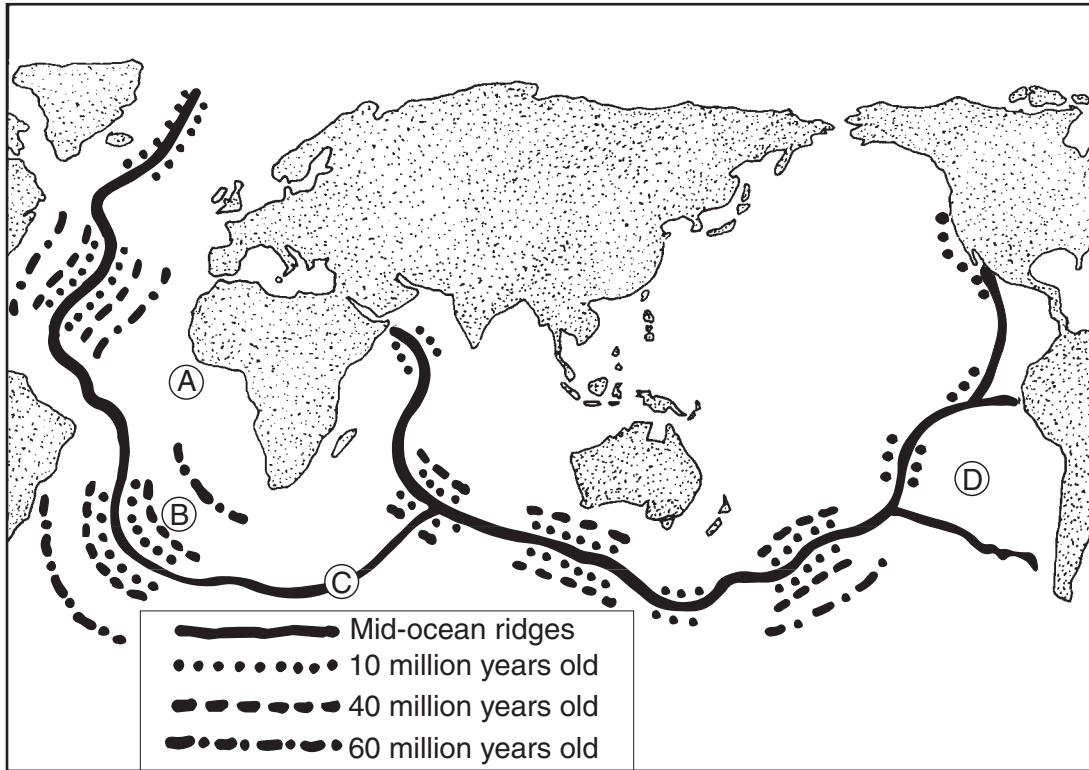 A
B
D
C
Mid-ocean ridges
10 million years old
40 million years old
60 million years old